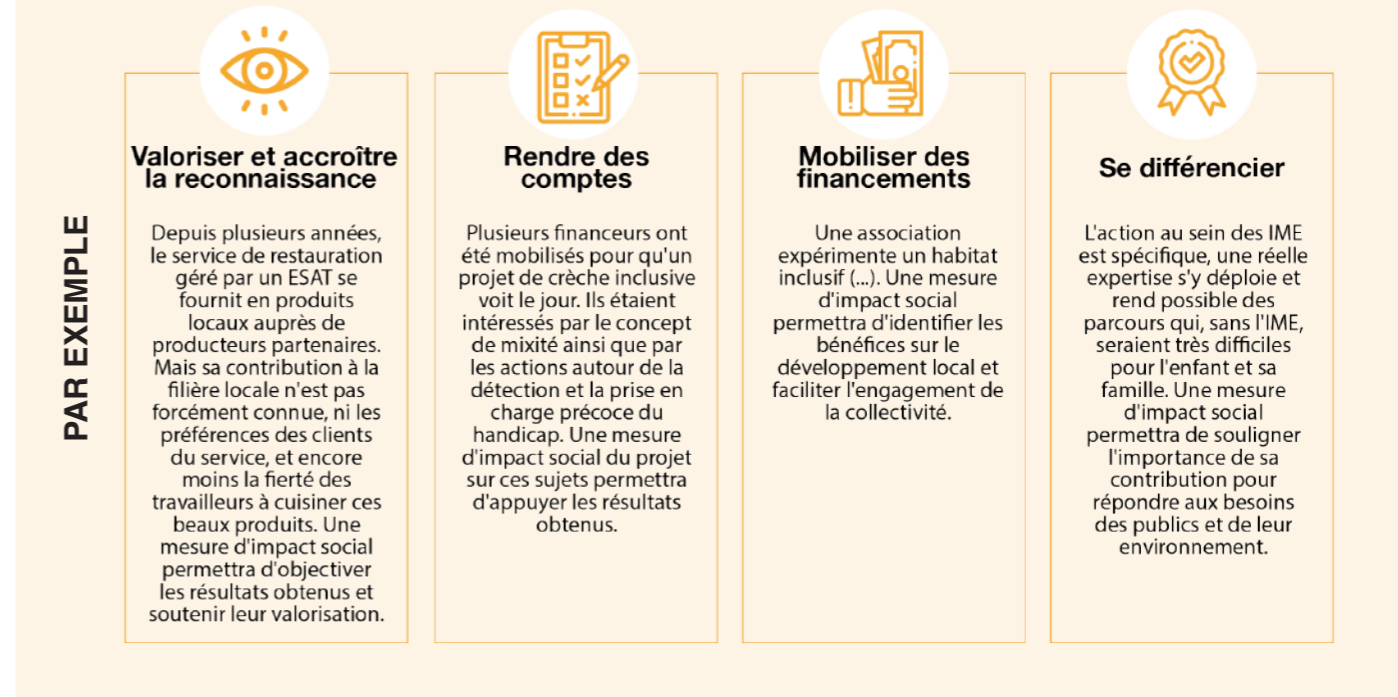 PAR EXEMPLE
Valoriser et accroître
la reconnaissance
Depuis plusieurs années,
le service de restauration
géré par un ESAT se
fournit en produits
locaux auprès de
producteurs partenaires.
Mais sa contribution à la
filière locale n'est pas
forcément connue, ni les
préférences des clients
du service, et encore
moins la fierté des
travailleurs à cuisiner ces
beaux produits. Une
mesure d'impact social
permettra d'objectiver
les résultats obtenus et
soutenir leur valorisation.
Rendre des
comptes
Plusieurs financeurs ont
été mobilisés pour qu'un
projet de crèche inclusive
voit le jour. Ils étaient
intéressés par le concept
de mixité ainsi que par
les actions autour de la
détection et la prise en
charge précoce du
handicap. Une mesure
d'impact social du projet
sur ces sujets permettra
d'appuyer les résultats
obtenus.
Mobiliser des
financements
Une association
expérimente un habitat
inclusif (...). Une mesure
d'impact social
permettra d'identifier les
bénéfices sur le
développement local et
faciliter l'engagement de
la collectivité.
Se différencier
L'action au sein des IME
est spécifique, une réelle
expertise s'y déploie et
rend possible des
parcours qui, sans l'IME,
seraient très difficiles
pour l'enfant et sa
famille. Une mesure
d'impact social
permettra de souligner
l'importance de sa
contribution pour
répondre aux besoins
des publics et de leur
environnement.